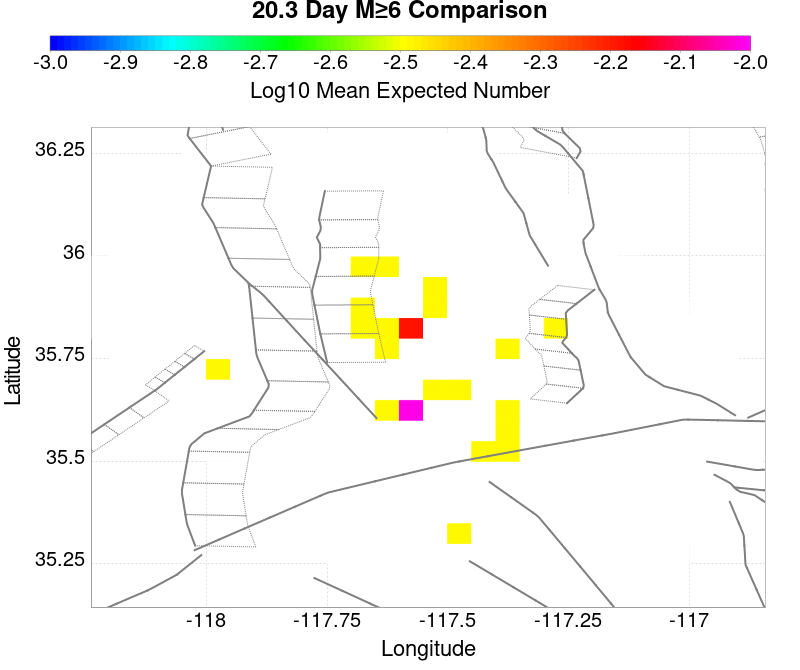 20.3 Day M≥6 Comparison
-3.0 -2.9 -2.8 -2.7 -2.6 -2.5 -2.4 -2.3 -2.2 -2.1 -2.0
Log10 Mean Expected Number
36.25
36
35.75
35.5
35.25
Latitude
-118 -117.75 -117.5 -117.25 -117
Longitude